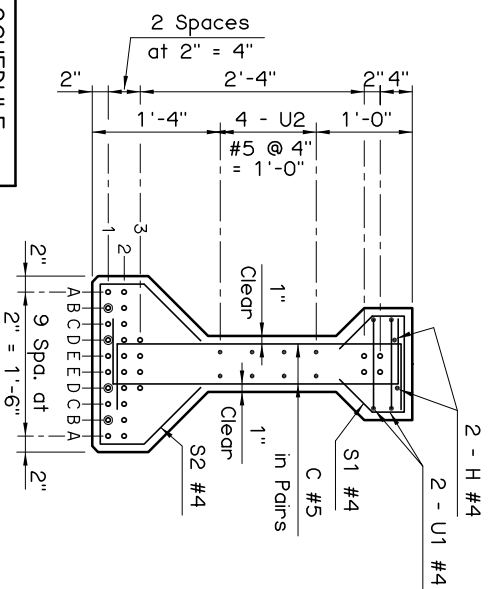 SCHEDULE
2 Spaces
at 2" = 4"
2"
2'-4"
2"
4"
1'-4"
4 - U2
1'-0"
#5 @ 4"
= 1'-0"
3
2
1
2"
A
B
C
D
E
E
D
C
B
A
9 Spa. at
2" = 1'-6"
2"
1"
Clear
1"
Clear
S2 #4
C #5
in Pairs
S1 #4
2 - U1 #4
2 - H #4